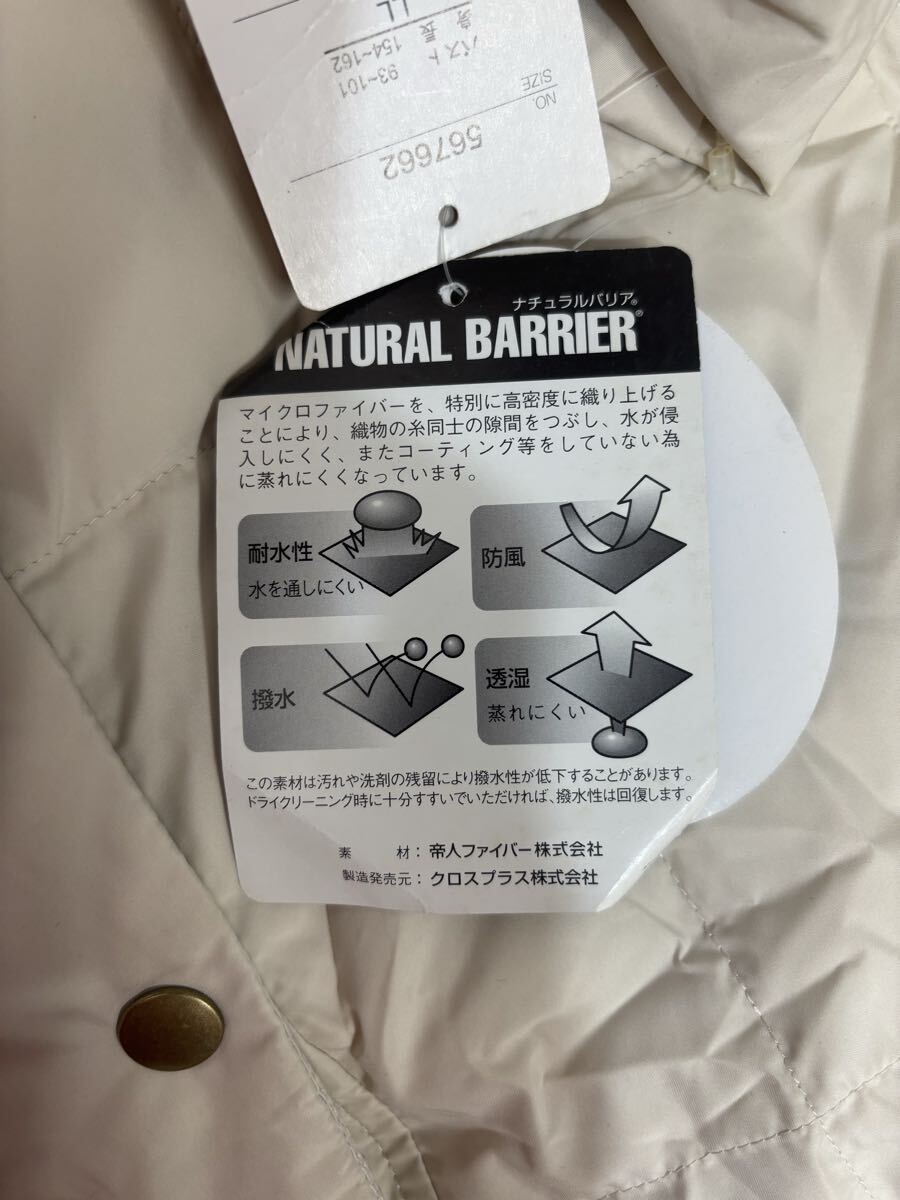 NO.
567662
SIZE
バスト 93~101
身長 154~162
LL
ナチュラルバリア®
NATURAL BARRIER®
マイクロファイバーを、特別に高密度に織り上げる
ことにより、織物の糸同士の隙間をつぶし、水が侵
入しにくく、またコーティング等をしていない為
に蒸れにくくなっています。
耐水性
水を通しにくい
防風
撥水
透湿
蒸れにくい
この素材は汚れや洗剤の残留により撥水性が低下することがあります。
ドライクリーニング時に十分すすいでいただければ、撥水性は回復します。
素　材：帝人ファイバー株式会社
製造発売元：クロスプラス株式会社